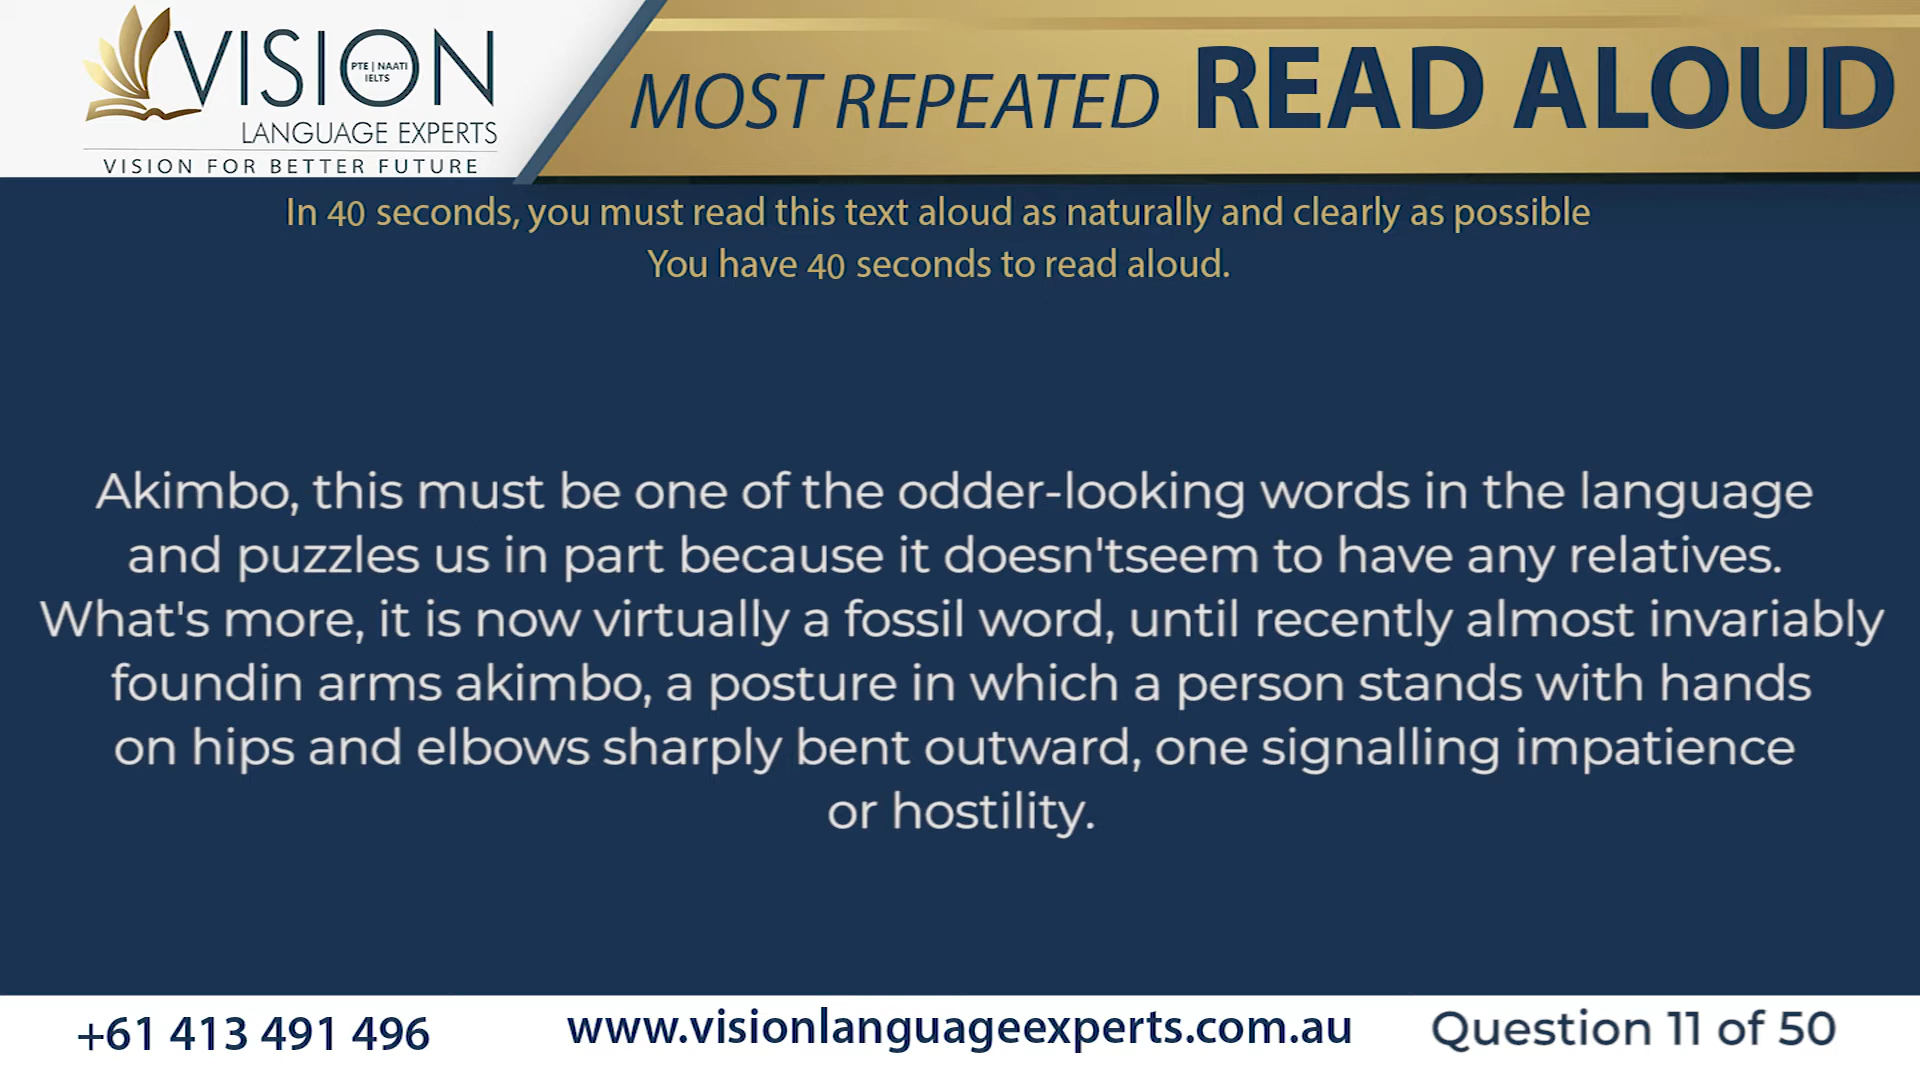 VISION
PTE | NAATI
IELTS
LANGUAGE EXPERTS
VISION FOR BETTER FUTURE
MOST REPEATED READ ALOUD
In 40 seconds, you must read this text aloud as naturally and clearly as possible
You have 40 seconds to read aloud.
Akimbo, this must be one of the odder-looking words in the language
and puzzles us in part because it doesn'tseem to have any relatives.
What's more, it is now virtually a fossil word, until recently almost invariably
foundin arms akimbo, a posture in which a person stands with hands
on hips and elbows sharply bent outward, one signalling impatience
or hostility.
+61 413 491 496
www.visionlanguageexperts.com.au
Question 11 of 50